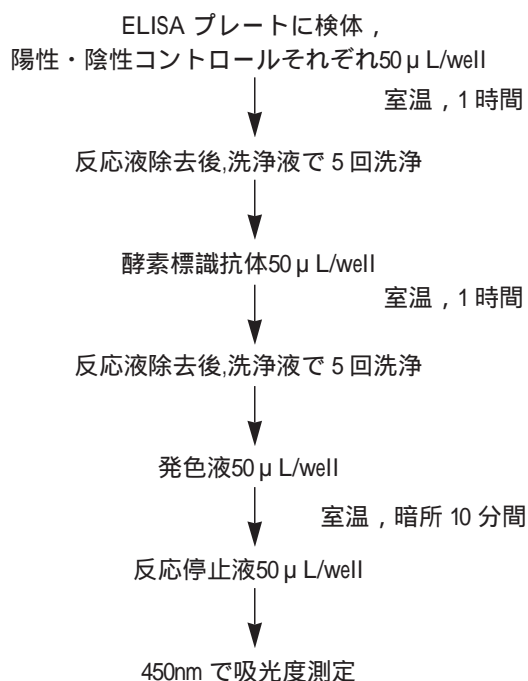 ELISA プレートに検体，
陽性・陰性コントロールそれぞれ50μL/well
室温，1時間
反応液除去後,洗浄液で5回洗浄
酵素標識抗体50μL/well
室温，1時間
反応液除去後,洗浄液で5回洗浄
発色液50μL/well
室温，暗所 10 分間
反応停止液50μL/well
450nm で吸光度測定